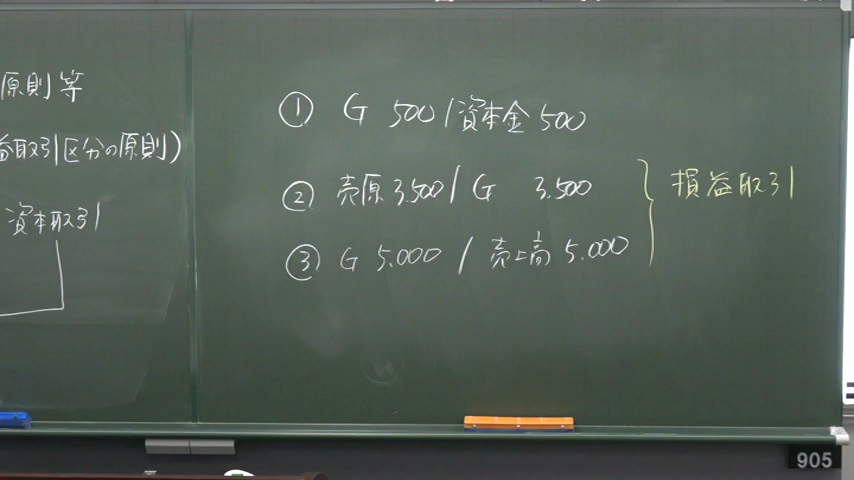 原則等
益取引区分の原則)
資本取引
① G 500 / 資本金 500
② 売原 3,500 / G 3,500
③ G 5,000 / 売上高 5,000
損益取引
905